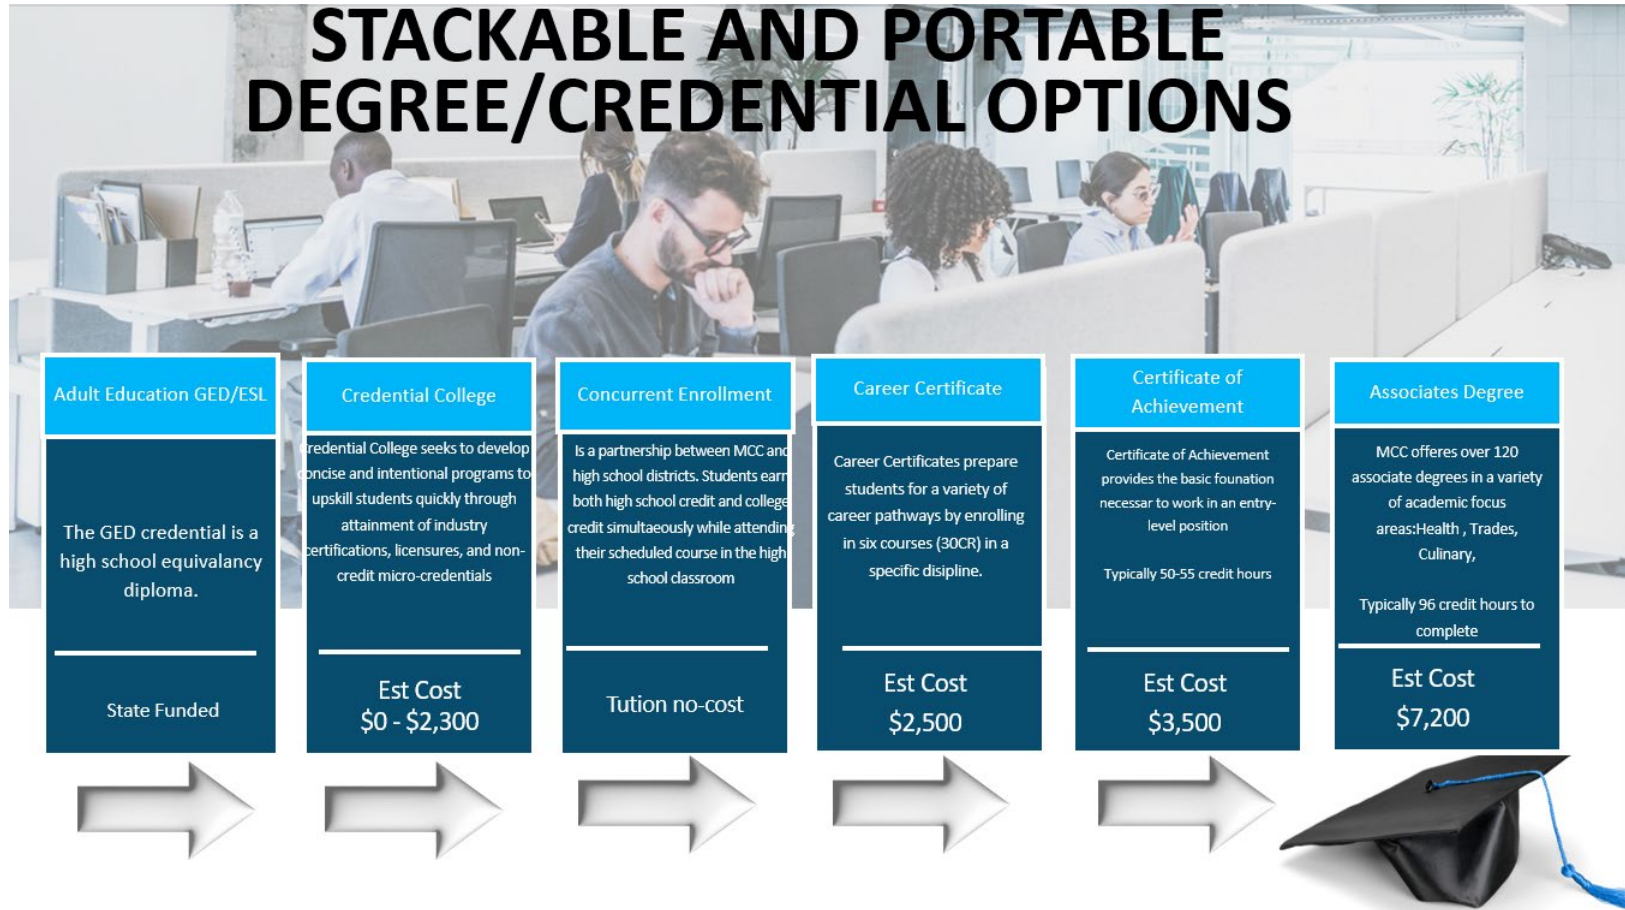 STACKABLE AND PORTABLE
DEGREE/CREDENTIAL OPTIONS
Adult Education GED/ESL
The GED credential is a
high school equivalancy
diploma.
State Funded
Credential College
Credential College seeks to develop
concise and intentional programs to
upskill students quickly through
attainment of industry
certifications, licensures, and non-
credit micro-credentials
Est Cost
$0 - $2,300
Concurrent Enrollment
Is a partnership between MCC and
high school districts. Students earn
both high school credit and college
credit simultaeously while attending
their scheduled course in the high
school classroom
Tution no-cost
Career Certificate
Career Certificates prepare
students for a variety of
career pathways by enrolling
in six courses (30CR) in a
specific disipline.
Est Cost
$2,500
Certificate of
Achievement
Certificate of Achievement
provides the basic founation
necessar to work in an entry-
level position
Typically 50-55 credit hours
Est Cost
$3,500
Associates Degree
MCC offeres over 120
associate degrees in a variety
of academic focus
areas:Health , Trades,
Culinary,
Typically 96 credit hours to
complete
Est Cost
$7,200